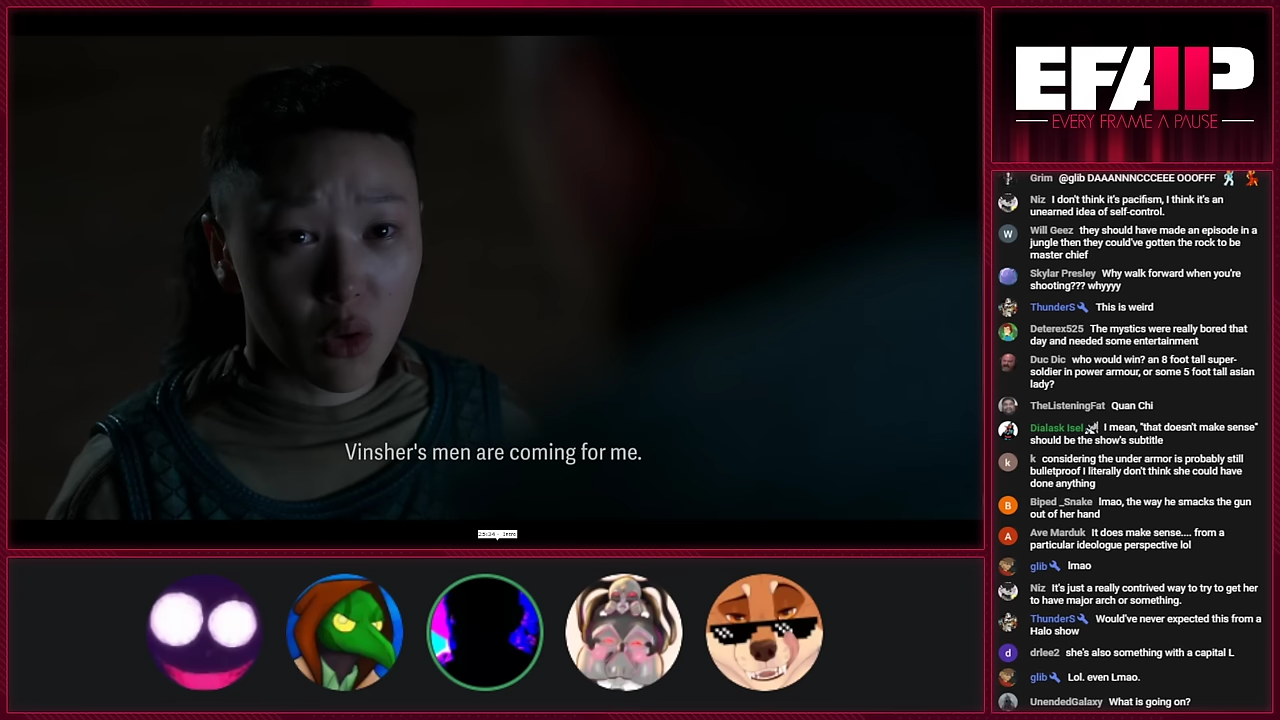 Vinsher's men are coming for me.
EFAP
EVERY FRAME A PAUSE
Grim @glib DAAANNNCCCEEE OOOFFF
Niz I don't think it's pacifism, I think it's an
unearned idea of self-control.
Will Geez they should have made an episode in a
jungle then they could've gotten the rock to be
master chief
Skylar Presley Why walk forward when you're
shooting??? whyyyy
ThunderS This is weird
Deterex525 The mystics were really bored that
day and needed some entertainment
Duc Dic who would win? an 8 foot tall super-
soldier in power armour, or some 5 foot tall asian
lady?
TheListeningFat Quan Chi
Dialask Isel I mean, "that doesn't make sense"
should be the show's subtitle
k considering the under armor is probably still
bulletproof I literally don't think she could have
done anything
Biped _Snake lmao, the way he smacks the gun
out of her hand
Ave Marduk It does make sense.... from a
particular ideologue perspective lol
glib lmao
Niz It's just a really contrived way to try to get her
to have major arch or something.
ThunderS Would've never expected this from a
Halo show
drlee2 she's also something with a capital L
glib Lol. even Lmao.
UnendedGalaxy What is going on?
W
k
B
A
d